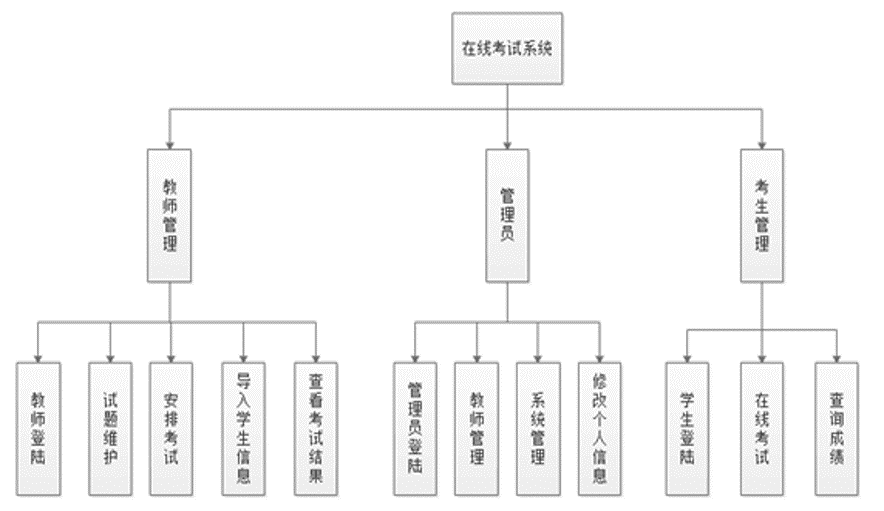 在线考试系统
教师管理
管理员
考生管理
教师登陆
试题维护
安排考试
导入学生信息
查看考试结果
管理员登陆
教师管理
系统管理
修改个人信息
学生登陆
在线考试
查询成绩